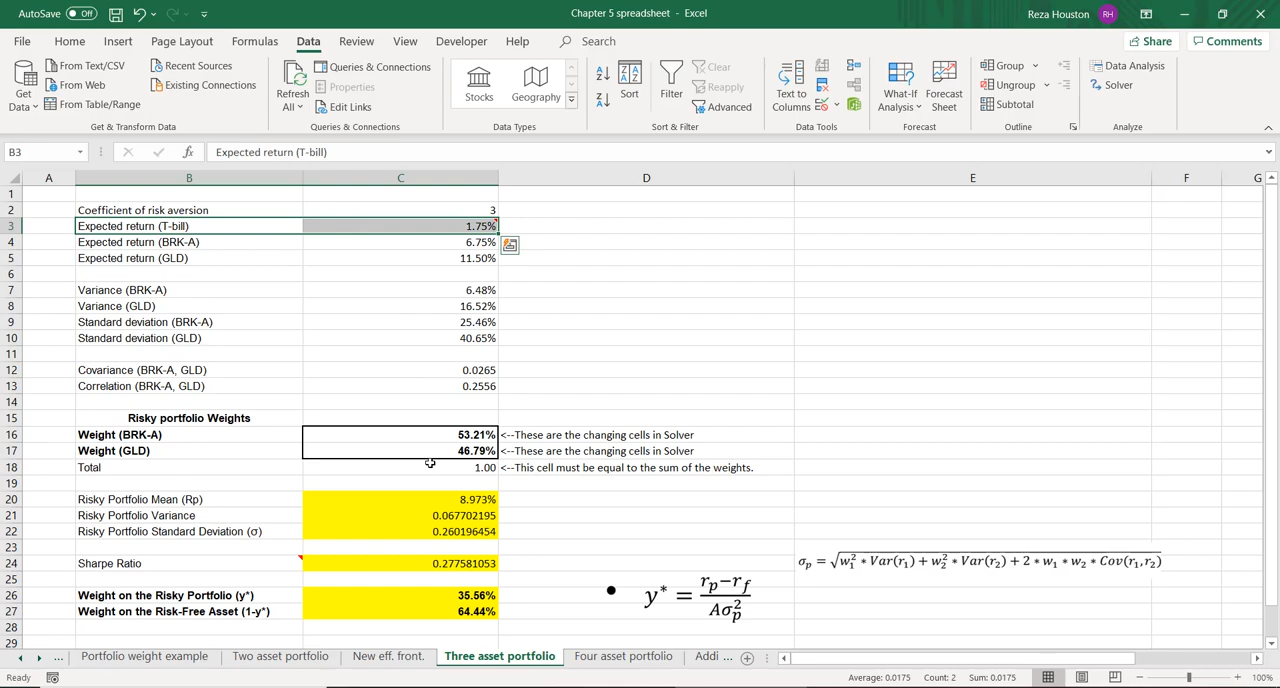 AutoSave Off Chapter 5 spreadsheet - Excel Reza Houston RH
File Home Insert Page Layout Formulas Data Review View Developer Help Search Share Comments
Get Data From Text/CSV From Web From Table/Range Recent Sources Existing Connections
Get & Transform Data
Refresh All Queries & Connections Properties Edit Links
Queries & Connections
Stocks Geography
Data Types
Sort Filter Clear Reapply Advanced
Sort & Filter
Text to Columns
Data Tools
What-If Analysis Forecast Sheet
Forecast
Group Ungroup Subtotal
Outline
Data Analysis Solver
Analyze
B3 fx Expected return (T-bill)
A B C D E F G
1
2 Coefficient of risk aversion 3
3 Expected return (T-bill) 1.75%
4 Expected return (BRK-A) 6.75%
5 Expected return (GLD) 11.50%
6
7 Variance (BRK-A) 6.48%
8 Variance (GLD) 16.52%
9 Standard deviation (BRK-A) 25.46%
10 Standard deviation (GLD) 40.65%
11
12 Covariance (BRK-A, GLD) 0.0265
13 Correlation (BRK-A, GLD) 0.2556
14
15 Risky portfolio Weights
16 Weight (BRK-A) 53.21% <--These are the changing cells in Solver
17 Weight (GLD) 46.79% <--These are the changing cells in Solver
18 Total 1.00 <--This cell must be equal to the sum of the weights.
19
20 Risky Portfolio Mean (Rp) 8.973%
21 Risky Portfolio Variance 0.067702195
22 Risky Portfolio Standard Deviation (σ) 0.260196454
23
24 Sharpe Ratio 0.277581053 σp = √w₁² * Var(r₁) + w₂² * Var(r₂) + 2 * w₁ * w₂ * Cov(r₁, r₂)
25
26 Weight on the Risky Portfolio (y*) 35.56% • y* = (rp−rf)/(Aσp²)
27 Weight on the Risk-Free Asset (1-y*) 64.44%
28
29
... Portfolio weight example Two asset portfolio New eff. front. Three asset portfolio Four asset portfolio Addi ...
Ready Average: 0.0175 Count: 2 Sum: 0.0175 100%